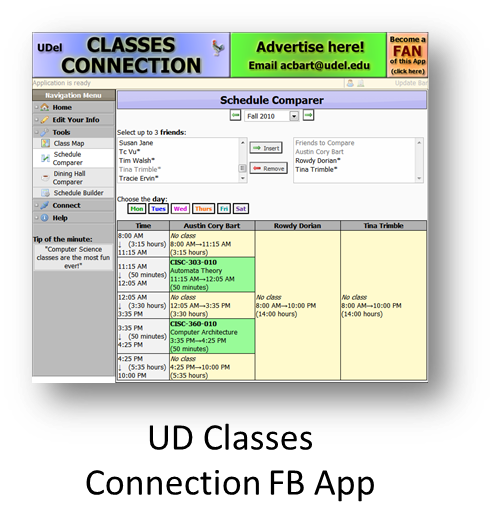 UDel
CLASSES
CONNECTION
Advertise here!
Email acbart@udel.edu
Become a
FAN
of this App
(click here)
Application is ready
Update Bar
Navigation Menu
Home
Edit Your Info
Tools
Class Map
Schedule
Comparer
Dining Hall
Comparer
Schedule Builder
Connect
Help
Tip of the minute:
"Computer Science
classes are the most fun
ever!"
Schedule Comparer
Fall 2010
Select up to 3 friends:
Susan Jane
Tc Vu*
Tim Walsh*
Tina Trimble*
Tracie Ervin*
Insert
Remove
Friends to Compare
Austin Cory Bart
Rowdy Dorian*
Tina Trimble*
Choose the day:
Mon Tues Wed Thurs Fri Sat
Time Austin Cory Bart Rowdy Dorian Tina Trimble
8:00 AM
↓ (3:15 hours)
11:15 AM
No class
8:00 AM→11:15 AM
(3:15 hours)
11:15 AM
↓ (50 minutes)
12:05 AM
CISC-303-010
Automata Theory
11:15 AM→12:05 AM
(50 minutes)
12:05 AM
↓ (3:30 hours)
3:35 PM
No class
12:05 AM→3:35 PM
(3:30 hours)
3:35 PM
↓ (50 minutes)
4:25 PM
CISC-360-010
Computer Architecture
3:35 PM→4:25 PM
(50 minutes)
4:25 PM
↓ (5:35 hours)
10:00 PM
No class
4:25 PM→10:00 PM
(5:35 hours)
No class
8:00 AM→10:00 PM
(14:00 hours)
No class
8:00 AM→10:00 PM
(14:00 hours)
UD Classes
Connection FB App